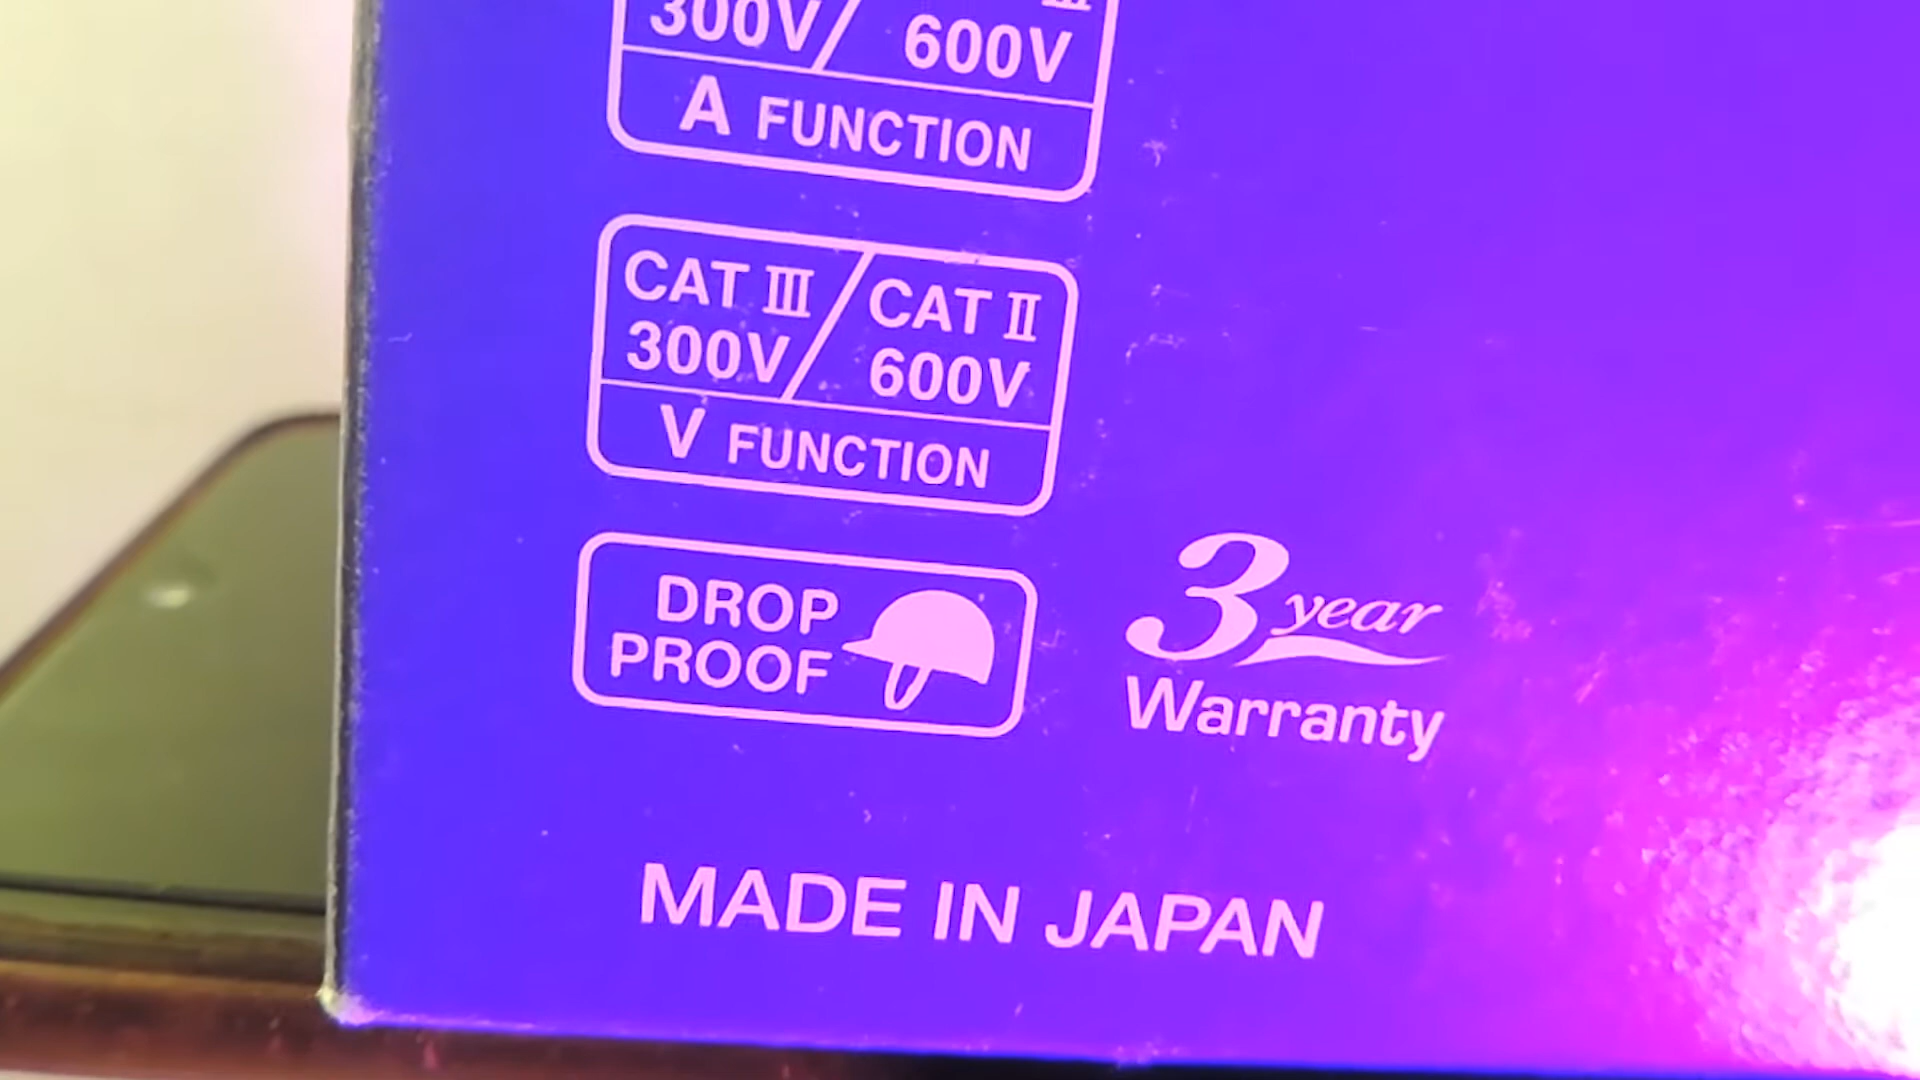 300V/ 600V
A FUNCTION
CAT III / CAT II
300V / 600V
V FUNCTION
DROP
PROOF
3 year
Warranty
MADE IN JAPAN